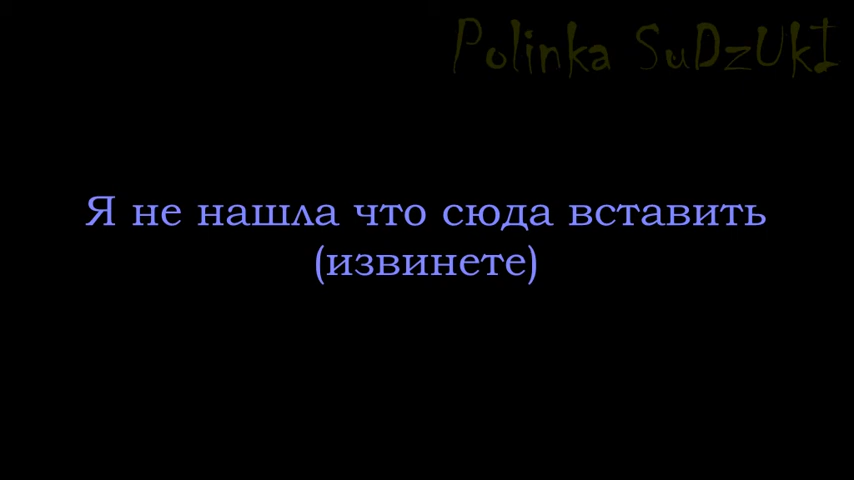 Polinka SuDzUkI
Я не нашла что сюда вставить
(извинете)